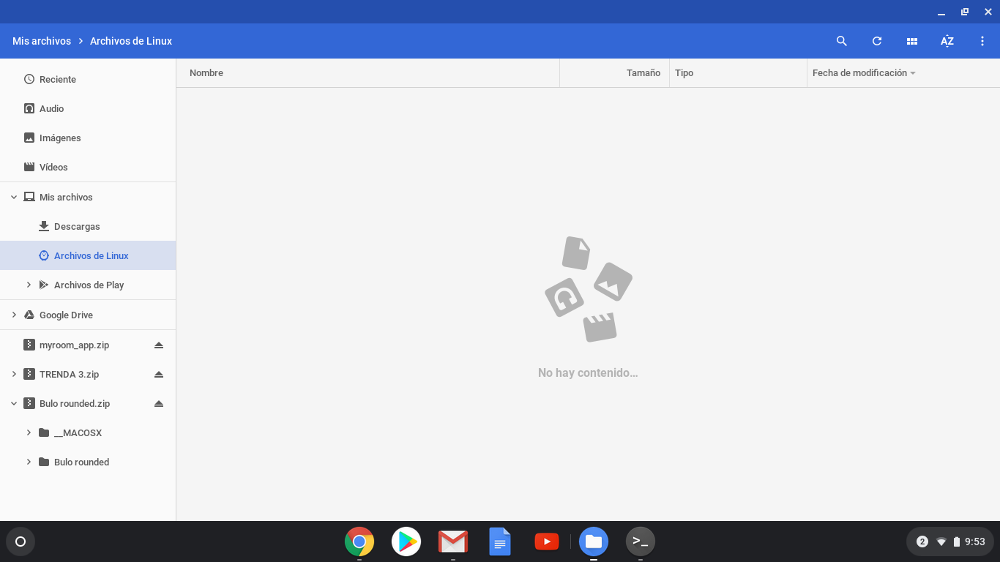 Mis archivos > Archivos de Linux
AZ
Nombre
Tamaño
Tipo
Fecha de modificación
Reciente
Audio
Imágenes
Vídeos
Mis archivos
Descargas
Archivos de Linux
Archivos de Play
Google Drive
myroom_app.zip
TRENDA 3.zip
Bulo rounded.zip
__MACOSX
Bulo rounded
No hay contenido…
>_
2
9:53